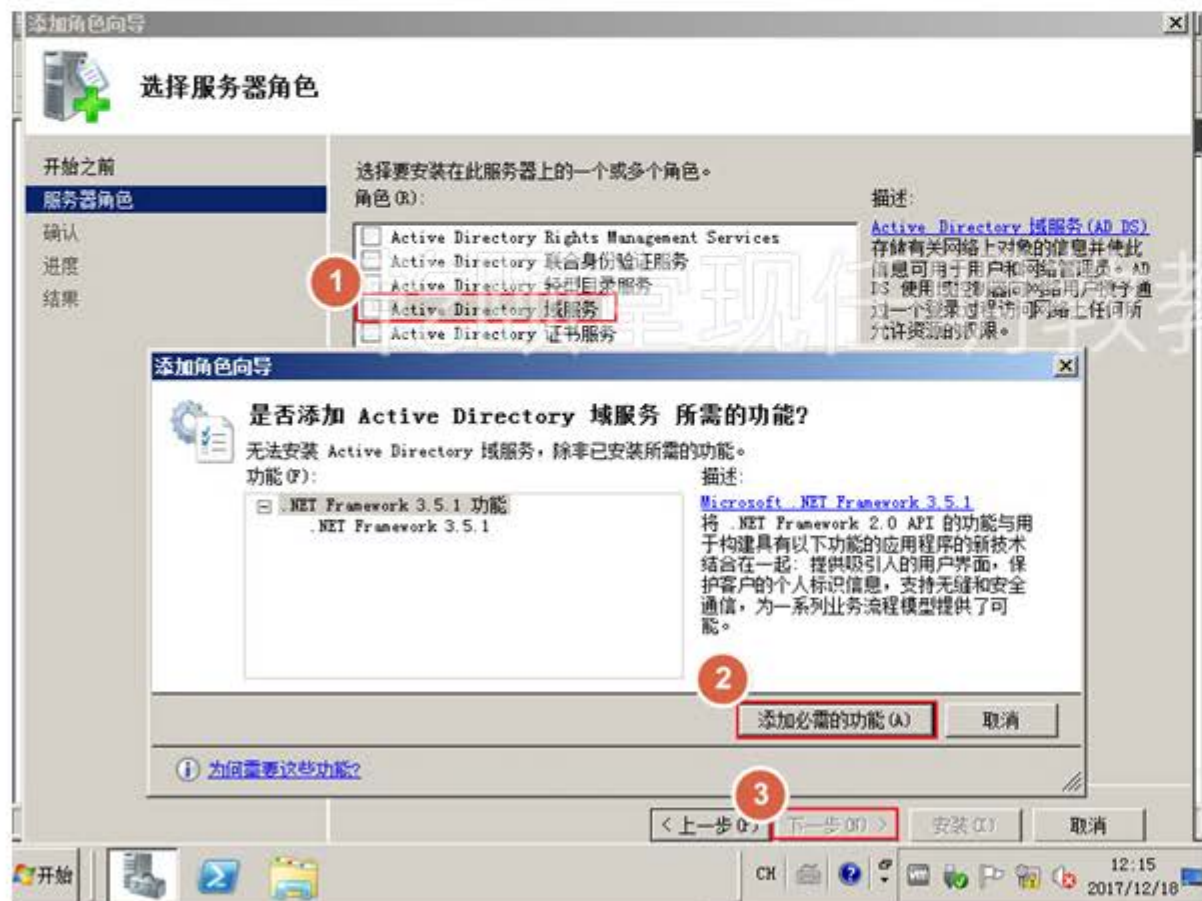 添加角色向导
选择服务器角色
开始之前
服务器角色
确认
进度
结果
选择要安装在此服务器上的一个或多个角色。
角色(R):
Active Directory Rights Management Services
Active Directory 联合身份验证服务
Active Directory 轻型目录服务
Active Directory 域服务
Active Directory 证书服务
1
描述:
Active Directory 域服务(AD DS)
存储有关网络上对象的信息并使此
信息可用于用户和网络管理员。AD
DS 使用域控制器向网络用户授予通
过一个登录过程访问网络上任何所
允许资源的权限。
添加角色向导
是否添加 Active Directory 域服务 所需的功能?
无法安装 Active Directory 域服务，除非已安装所需的功能。
功能(F):
.NET Framework 3.5.1 功能
.NET Framework 3.5.1
描述:
Microsoft .NET Framework 3.5.1
将 .NET Framework 2.0 API 的功能与用
于构建具有以下功能的应用程序的新技术
结合在一起: 提供吸引人的用户界面，保
护客户的个人标识信息，支持无缝和安全
通信，为一系列业务流程模型提供了可
能。
2
添加必需的功能(A)
取消
为何需要这些功能?
3
< 上一步(P)
下一步(N) >
安装(I)
取消
开始
CH
12:15
2017/12/18